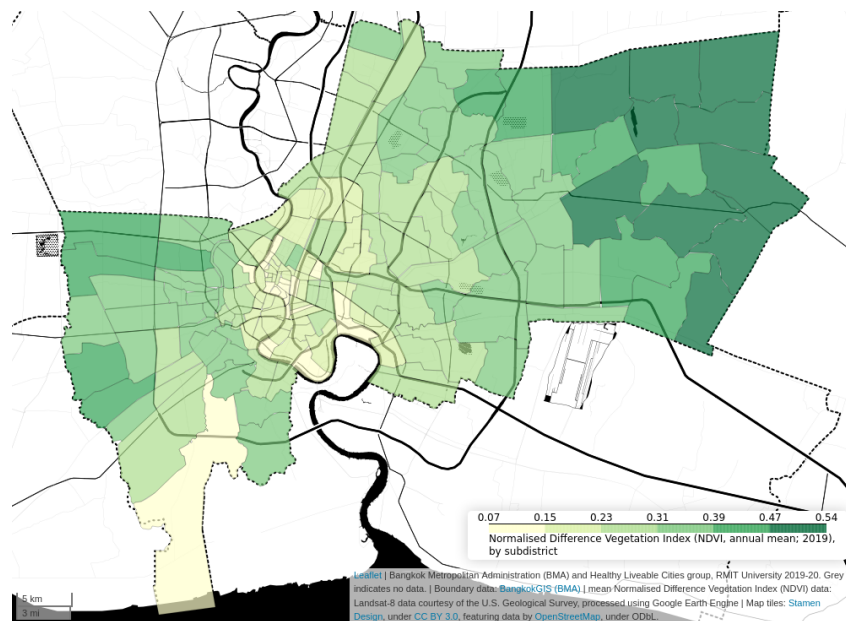 0.07 0.15 0.23 0.31 0.39 0.47 0.54
Normalised Difference Vegetation Index (NDVI, annual mean; 2019),
by subdistrict
5 km
3 mi
Leaflet | Bangkok Metropolitan Administration (BMA) and Healthy Liveable Cities group, RMIT University 2019-20. Grey
indicates no data. | Boundary data: BangkokGIS (BMA) | mean Normalised Difference Vegetation Index (NDVI) data:
Landsat-8 data courtesy of the U.S. Geological Survey, processed using Google Earth Engine | Map tiles: Stamen
Design, under CC BY 3.0, featuring data by OpenStreetMap, under ODbL.